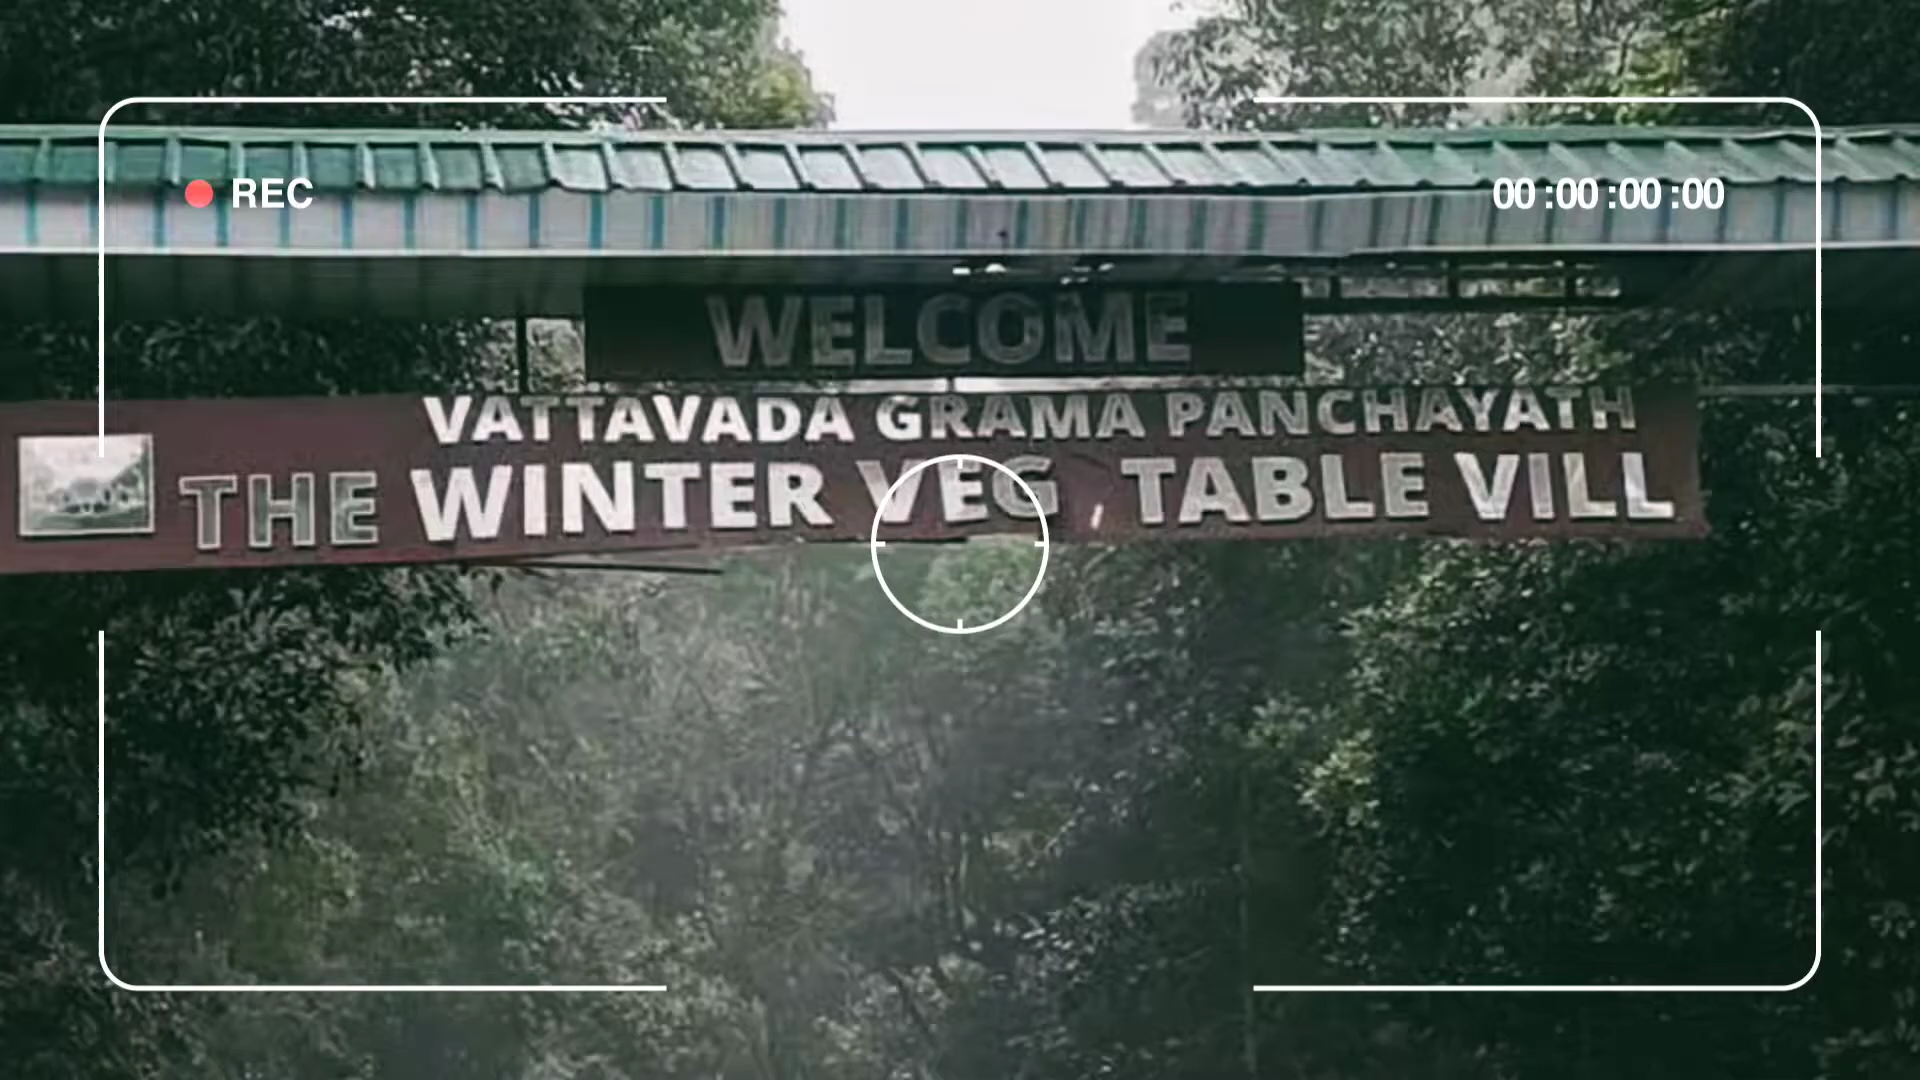 REC
00:00:00:00
WELCOME
VATTAVADA GRAMA PANCHAYATH
THE WINTER VEG TABLE VILL